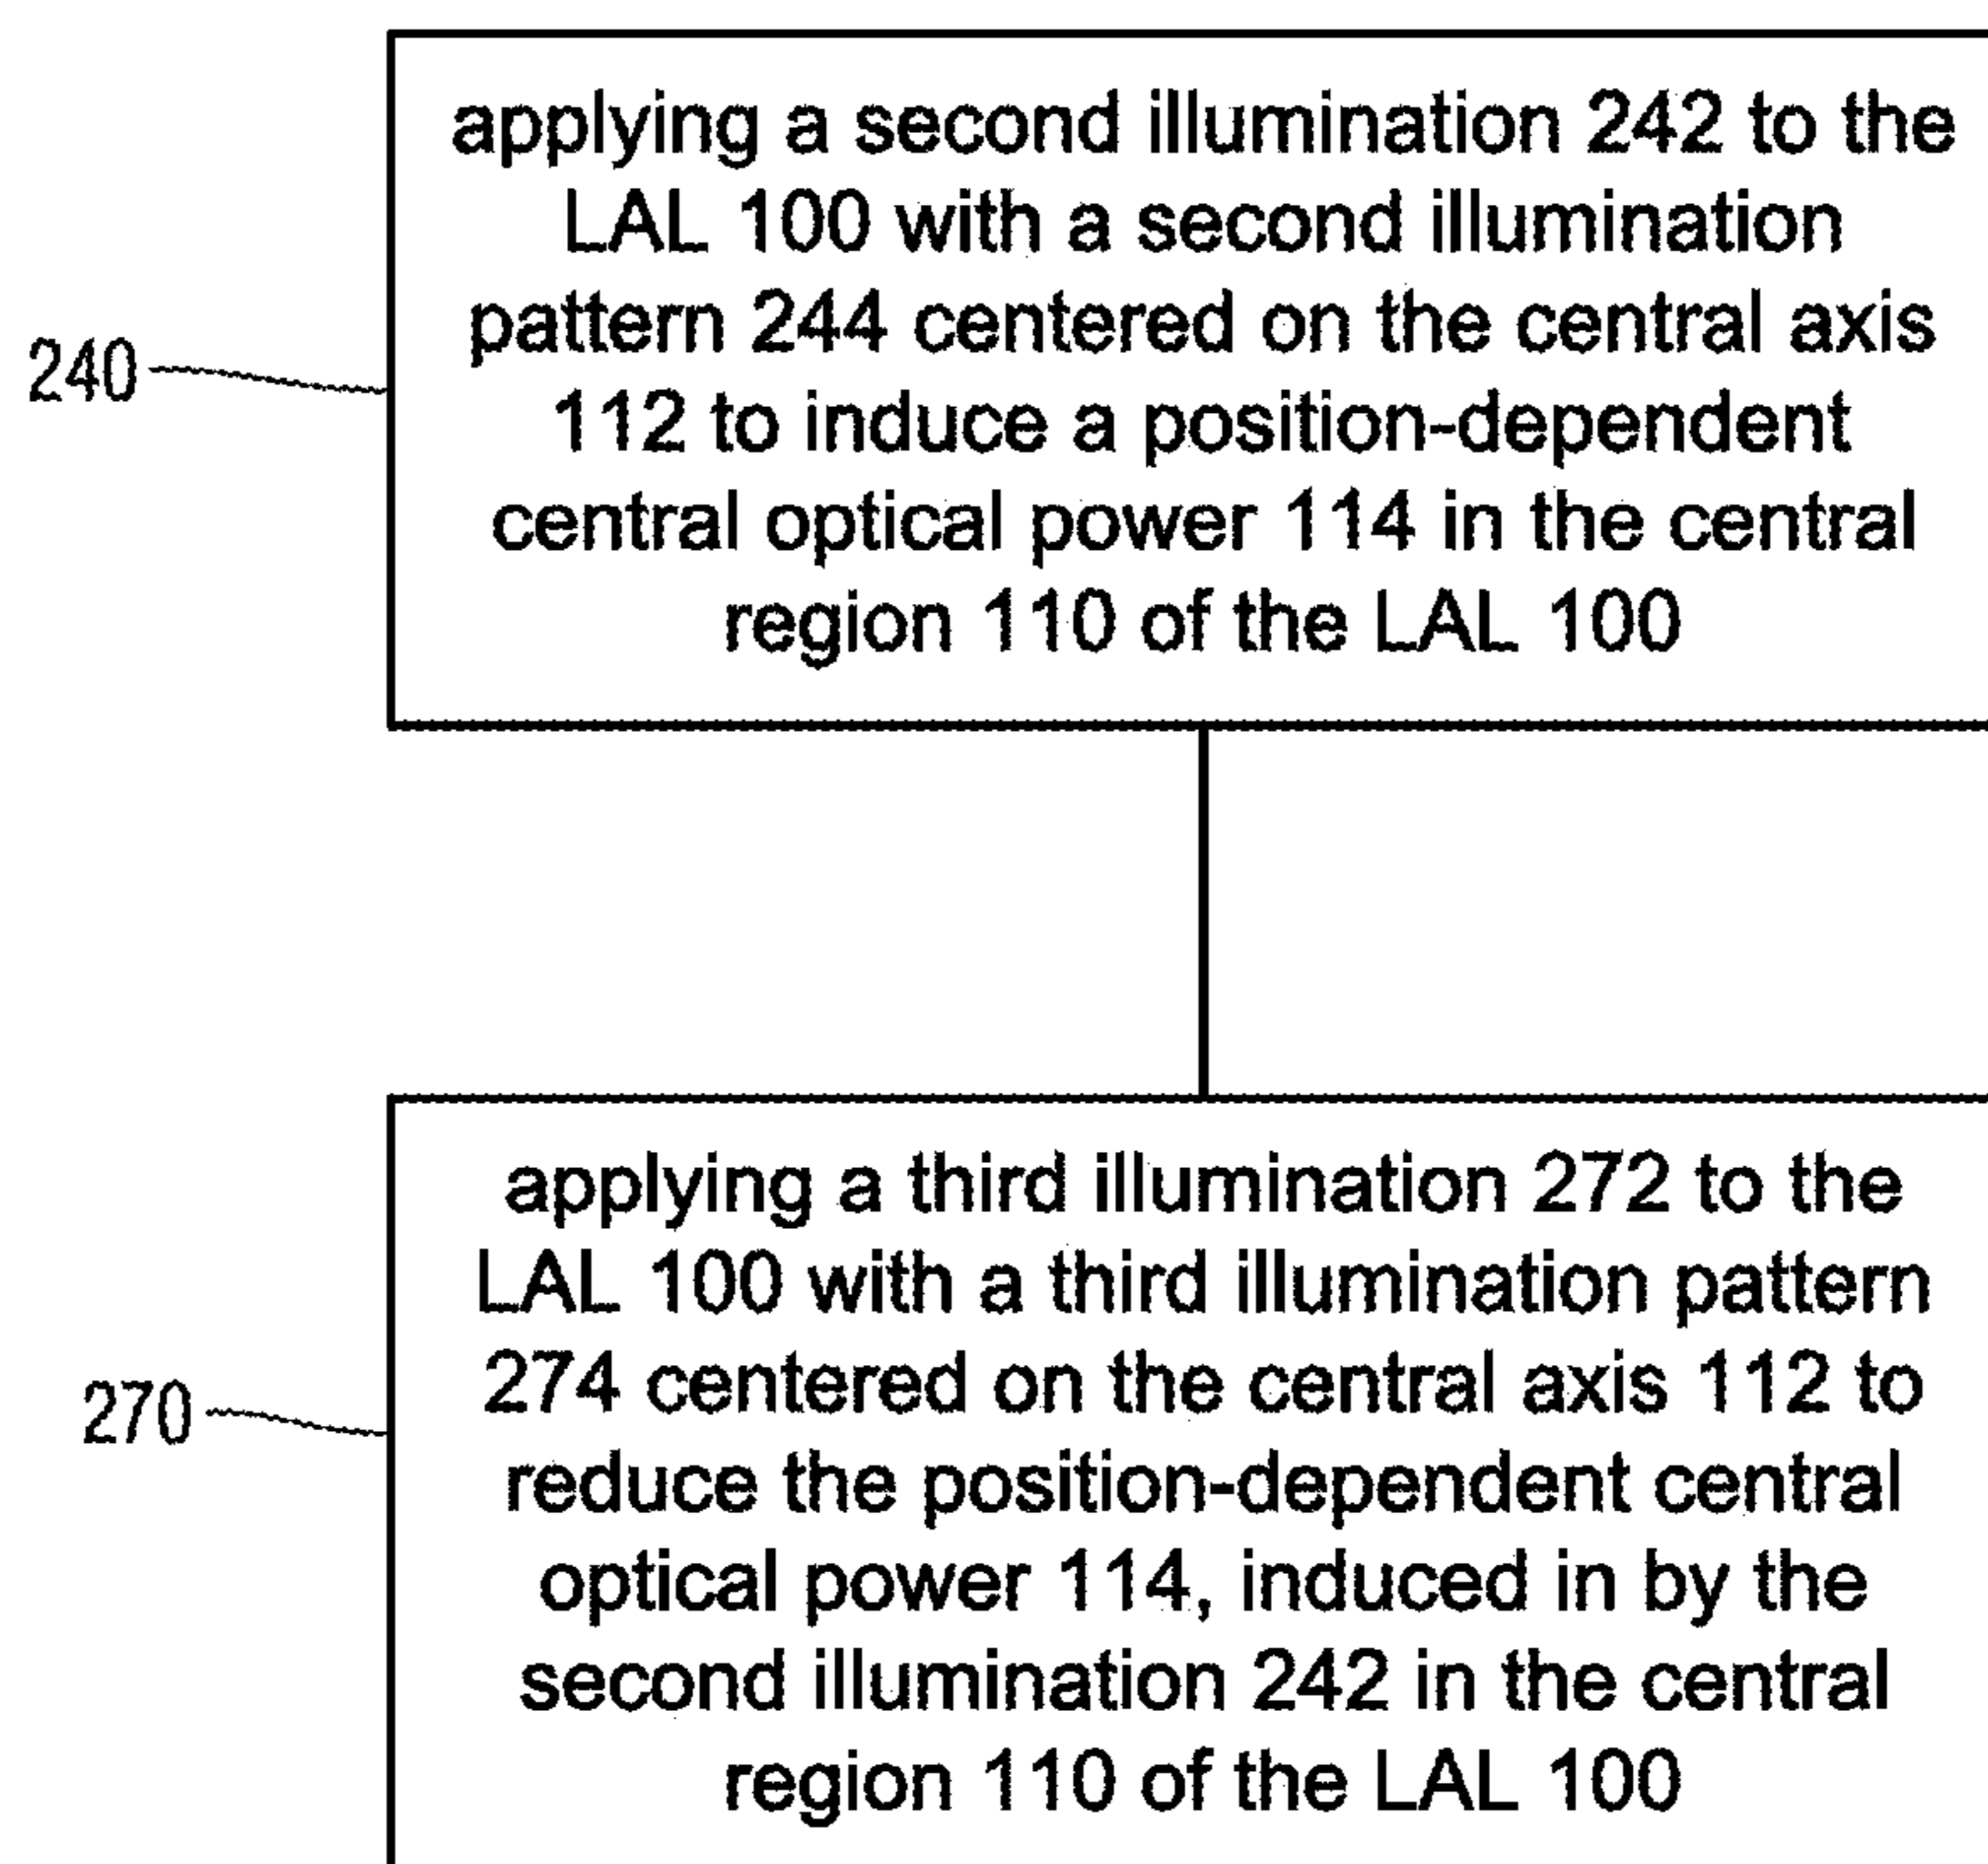 applying a second illumination 242 to the
LAL 100 with a second illumination
pattern 244 centered on the central axis
112 to induce a position-dependent
central optical power 114 in the central
region 110 of the LAL 100
240
applying a third illumination 272 to the
LAL 100 with a third illumination pattern
274 centered on the central axis 112 to
reduce the position-dependent central
optical power 114, induced in by the
second illumination 242 in the central
region 110 of the LAL 100
270